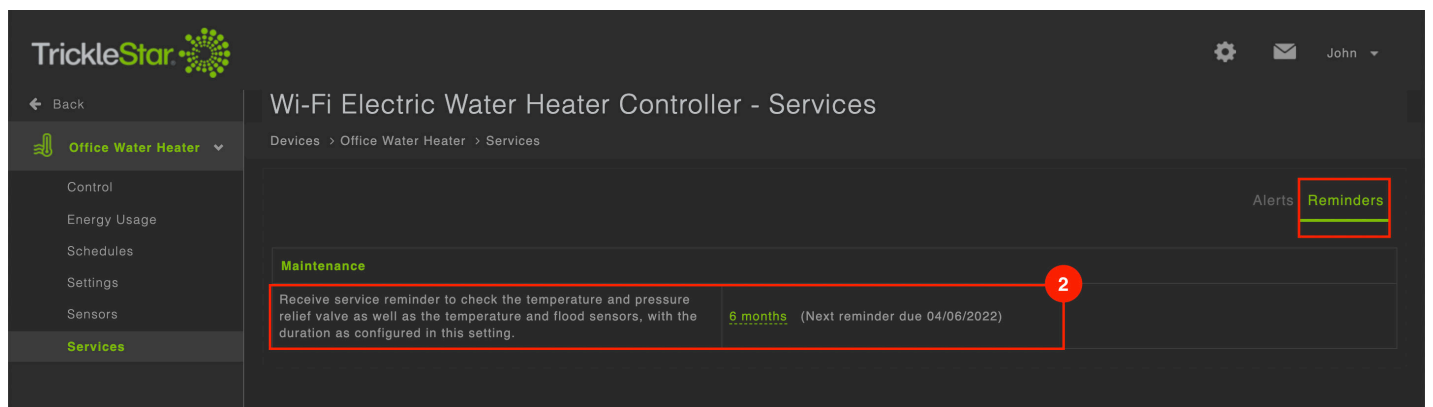 TrickleStar
John
Back
Wi-Fi Electric Water Heater Controller - Services
Devices > Office Water Heater > Services
Office Water Heater
Control
Energy Usage
Schedules
Settings
Sensors
Services
Alerts
Reminders
Maintenance
2
Receive service reminder to check the temperature and pressure
relief valve as well as the temperature and flood sensors, with the
duration as configured in this setting.
6 months (Next reminder due 04/06/2022)